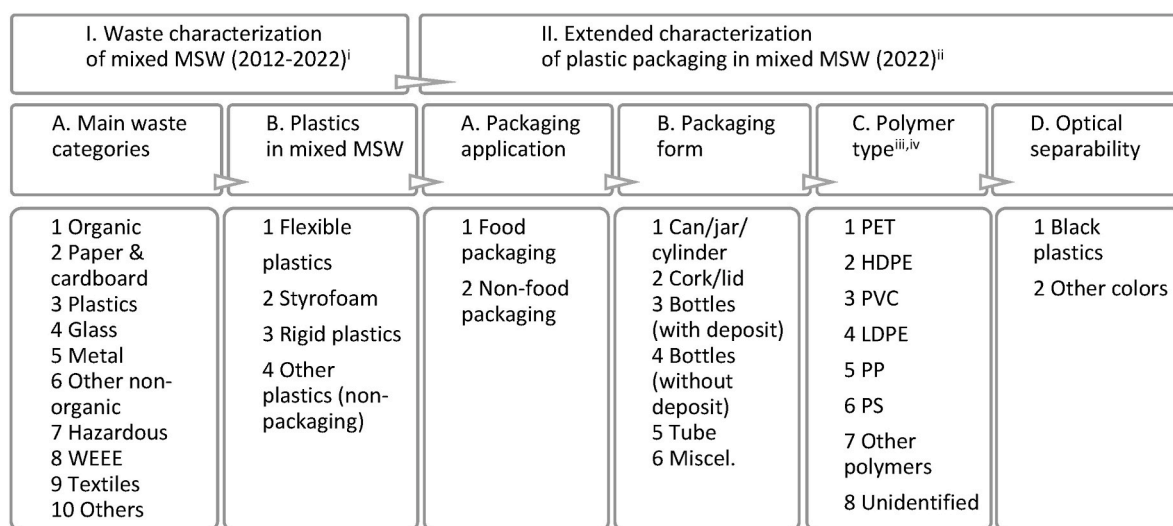 I. Waste characterization
of mixed MSW (2012-2022)ⁱ
II. Extended characterization
of plastic packaging in mixed MSW (2022)ⁱⁱ
A. Main waste
categories
B. Plastics
in mixed MSW
A. Packaging
application
B. Packaging
form
C. Polymer
typeⁱⁱⁱ,ⁱᵛ
D. Optical
separability
1 Organic
2 Paper &
cardboard
3 Plastics
4 Glass
5 Metal
6 Other non-
organic
7 Hazardous
8 WEEE
9 Textiles
10 Others
1 Flexible
plastics
2 Styrofoam
3 Rigid plastics
4 Other
plastics (non-
packaging)
1 Food
packaging
2 Non-food
packaging
1 Can/jar/
cylinder
2 Cork/lid
3 Bottles
(with deposit)
4 Bottles
(without
deposit)
5 Tube
6 Miscel.
1 PET
2 HDPE
3 PVC
4 LDPE
5 PP
6 PS
7 Other
polymers
8 Unidentified
1 Black
plastics
2 Other colors